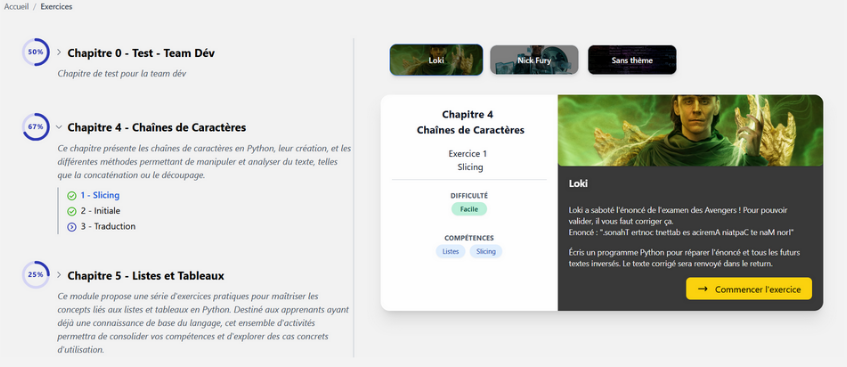 Accueil / Exercices
50%
Chapitre 0 - Test - Team Dév
Chapitre de test pour la team dév
67%
Chapitre 4 - Chaînes de Caractères
Ce chapitre présente les chaînes de caractères en Python, leur création, et les
différentes méthodes permettant de manipuler et analyser du texte, telles
que la concaténation ou le découpage.
1 - Slicing
2 - Initiale
3 - Traduction
25%
Chapitre 5 - Listes et Tableaux
Ce module propose une série d'exercices pratiques pour maîtriser les
concepts liés aux listes et tableaux en Python. Destiné aux apprenants ayant
déjà une connaissance de base du langage, cet ensemble d'activités
permettra de consolider vos compétences et d'explorer des cas concrets
d'utilisation.
Loki
Nick Fury
Sans thème
Chapitre 4
Chaînes de Caractères
Exercice 1
Slicing
DIFFICULTÉ
Facile
COMPÉTENCES
Listes
Slicing
Loki
Loki a saboté l'énoncé de l'examen des Avengers ! Pour pouvoir
valider, il vous faut corriger ça.
Enoncé : ".sonahT ertnoc tnettab es aciremA niatpaC te naM norI"
Écris un programme Python pour réparer l'énoncé et tous les futurs
textes inversés. Le texte corrigé sera renvoyé dans le return.
→ Commencer l'exercice